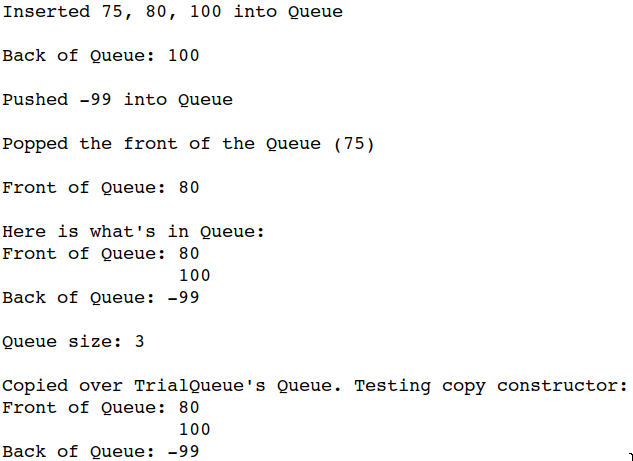 Inserted 75, 80, 100 into Queue
Back of Queue: 100
Pushed -99 into Queue
Popped the front of the Queue (75)
Front of Queue: 80
Here is what's in Queue:
Front of Queue: 80
100
Back of Queue: -99
Queue size: 3
Copied over TrialQueue's Queue. Testing copy constructor:
Front of Queue: 80
100
Back of Queue: -99